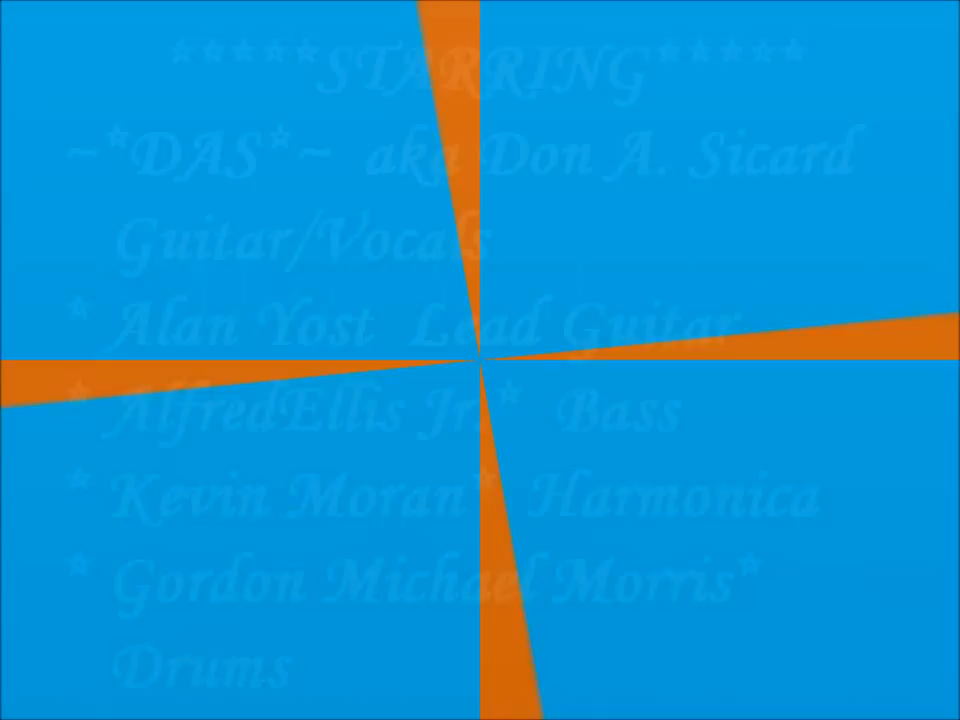 *****STARRING*****
~*DAS*~ aka Don A. Sicard
Guitar/Vocals
* Alan Yost Lead Guitar
* AlfredEllis Jr.* Bass
* Kevin Moran* Harmonica
* Gordon Michael Morris*
Drums